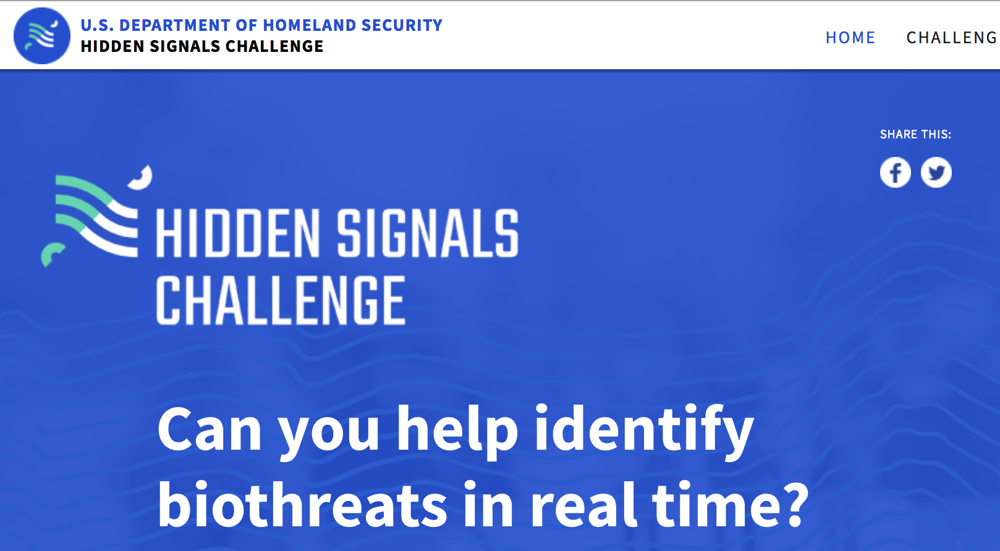 U.S. DEPARTMENT OF HOMELAND SECURITY
HIDDEN SIGNALS CHALLENGE
HOME CHALLENG
SHARE THIS:
HIDDEN SIGNALS
CHALLENGE
Can you help identify
biothreats in real time?